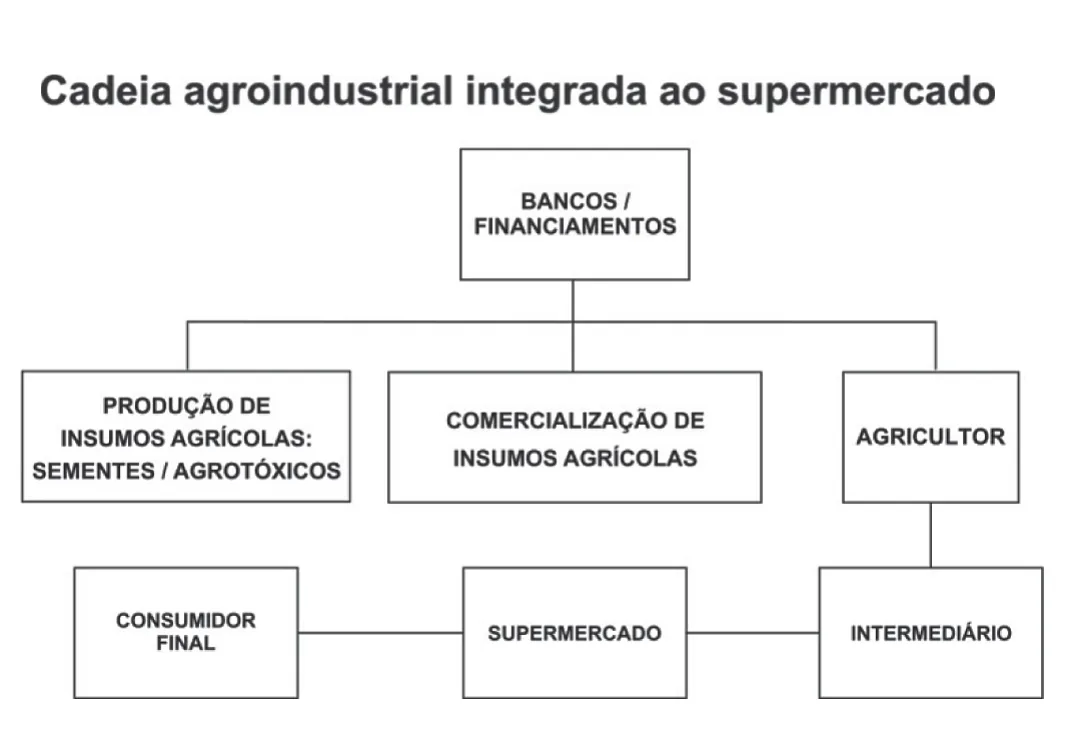 Cadeia agroindustrial integrada ao supermercado
BANCOS /
FINANCIAMENTOS
PRODUÇÃO DE
INSUMOS AGRÍCOLAS:
SEMENTES / AGROTÓXICOS
COMERCIALIZAÇÃO DE
INSUMOS AGRÍCOLAS
AGRICULTOR
CONSUMIDOR
FINAL
SUPERMERCADO
INTERMEDIÁRIO